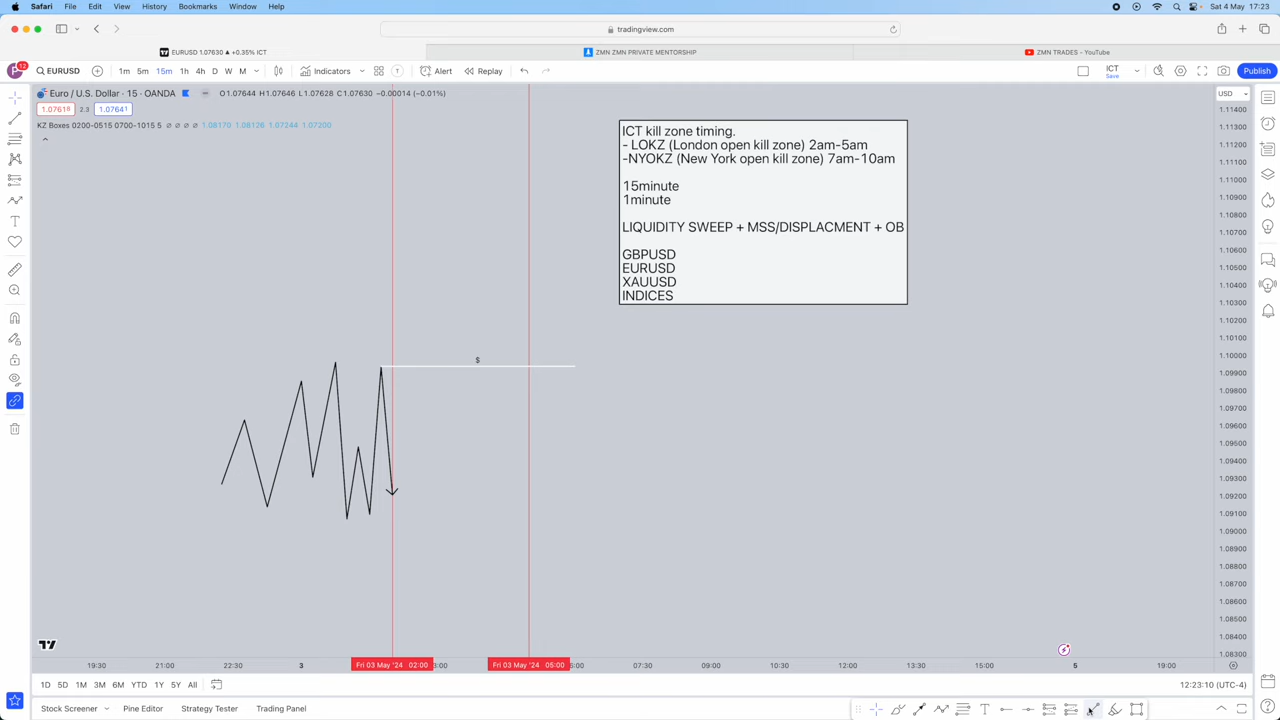 Safari File Edit View History Bookmarks Window Help
Sat 4 May 17:23
tradingview.com
EURUSD 1.07630 ▲ +0.35% ICT
ZMN ZMN PRIVATE MENTORSHIP
ZMN TRADES - YouTube
P 12 EURUSD 1m 5m 15m 1h 4h D W M Indicators Alert Replay ICT Save Publish
Euro / U.S. Dollar · 15 · OANDA O1.07644 H1.07646 L1.07628 C1.07630 -0.00014 (-0.01%)
USD
1.07618 2.3 1.07641
KZ Boxes 0200-0515 0700-1015 5 ∅ ∅ ∅ ∅ 1.08170 1.08126 1.07244 1.07200
ICT kill zone timing.
- LOKZ (London open kill zone) 2am-5am
-NYOKZ (New York open kill zone) 7am-10am
15minute
1minute
LIQUIDITY SWEEP + MSS/DISPLACMENT + OB
GBPUSD
EURUSD
XAUUSD
INDICES
$
1.11400
1.11300
1.11200
1.11100
1.11000
1.10900
1.10800
1.10700
1.10600
1.10500
1.10400
1.10300
1.10200
1.10100
1.10000
1.09900
1.09800
1.09700
1.09600
1.09500
1.09400
1.09300
1.09200
1.09100
1.09000
1.08900
1.08800
1.08700
1.08600
1.08500
1.08400
1.08300
19:30 21:00 22:30 3 Fri 03 May '24 02:00 Fri 03 May '24 05:00 07:30 09:00 10:30 12:00 13:30 15:00 5 19:00
1D 5D 1M 3M 6M YTD 1Y 5Y All
12:23:10 (UTC-4)
Stock Screener Pine Editor Strategy Tester Trading Panel